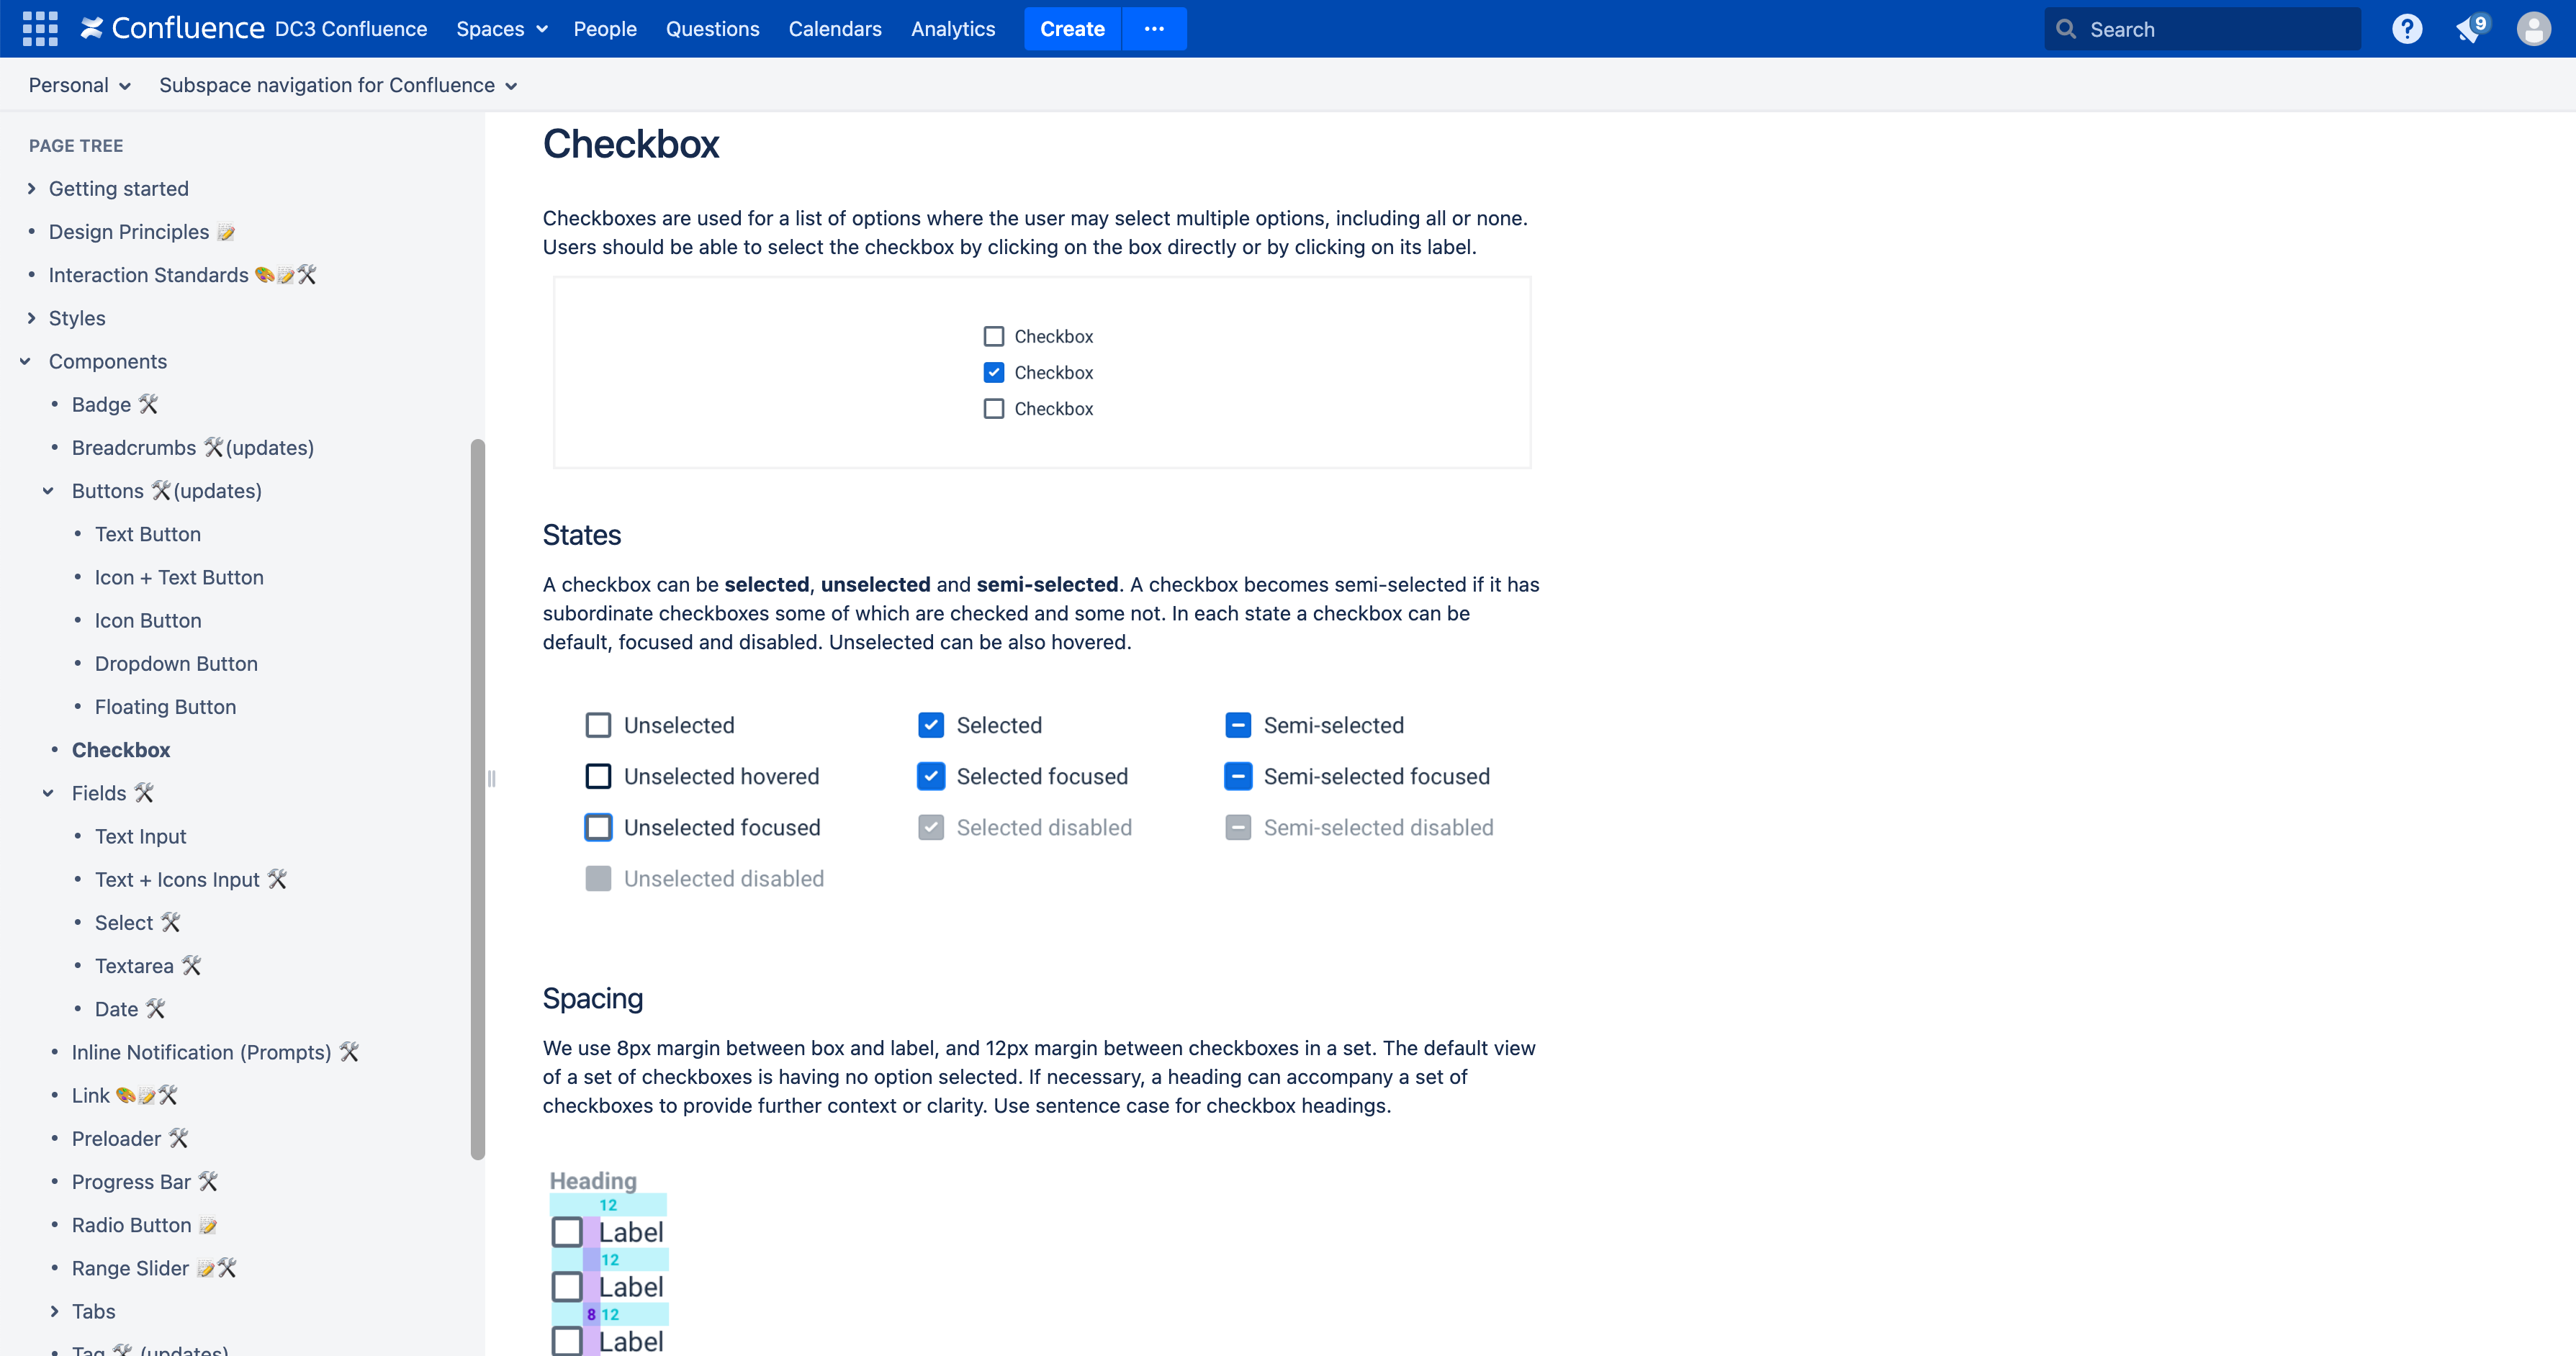 Confluence DC3 Confluence Spaces People Questions Calendars Analytics Create ··· Search 9
Personal Subspace navigation for Confluence
PAGE TREE
Getting started
Design Principles 📝
Interaction Standards 🎨📝🛠
Styles
Components
Badge 🛠
Breadcrumbs 🛠(updates)
Buttons 🛠(updates)
Text Button
Icon + Text Button
Icon Button
Dropdown Button
Floating Button
Checkbox
Fields 🛠
Text Input
Text + Icons Input 🛠
Select 🛠
Textarea 🛠
Date 🛠
Inline Notification (Prompts) 🛠
Link 🎨📝🛠
Preloader 🛠
Progress Bar 🛠
Radio Button 📝
Range Slider 📝🛠
Tabs
Tag 🛠 (updates)
Checkbox
Checkboxes are used for a list of options where the user may select multiple options, including all or none.
Users should be able to select the checkbox by clicking on the box directly or by clicking on its label.
Checkbox
Checkbox
Checkbox
States
A checkbox can be selected, unselected and semi-selected. A checkbox becomes semi-selected if it has
subordinate checkboxes some of which are checked and some not. In each state a checkbox can be
default, focused and disabled. Unselected can be also hovered.
Unselected Selected Semi-selected
Unselected hovered Selected focused Semi-selected focused
Unselected focused Selected disabled Semi-selected disabled
Unselected disabled
Spacing
We use 8px margin between box and label, and 12px margin between checkboxes in a set. The default view
of a set of checkboxes is having no option selected. If necessary, a heading can accompany a set of
checkboxes to provide further context or clarity. Use sentence case for checkbox headings.
Heading
12
Label
12
Label
8 12
Label